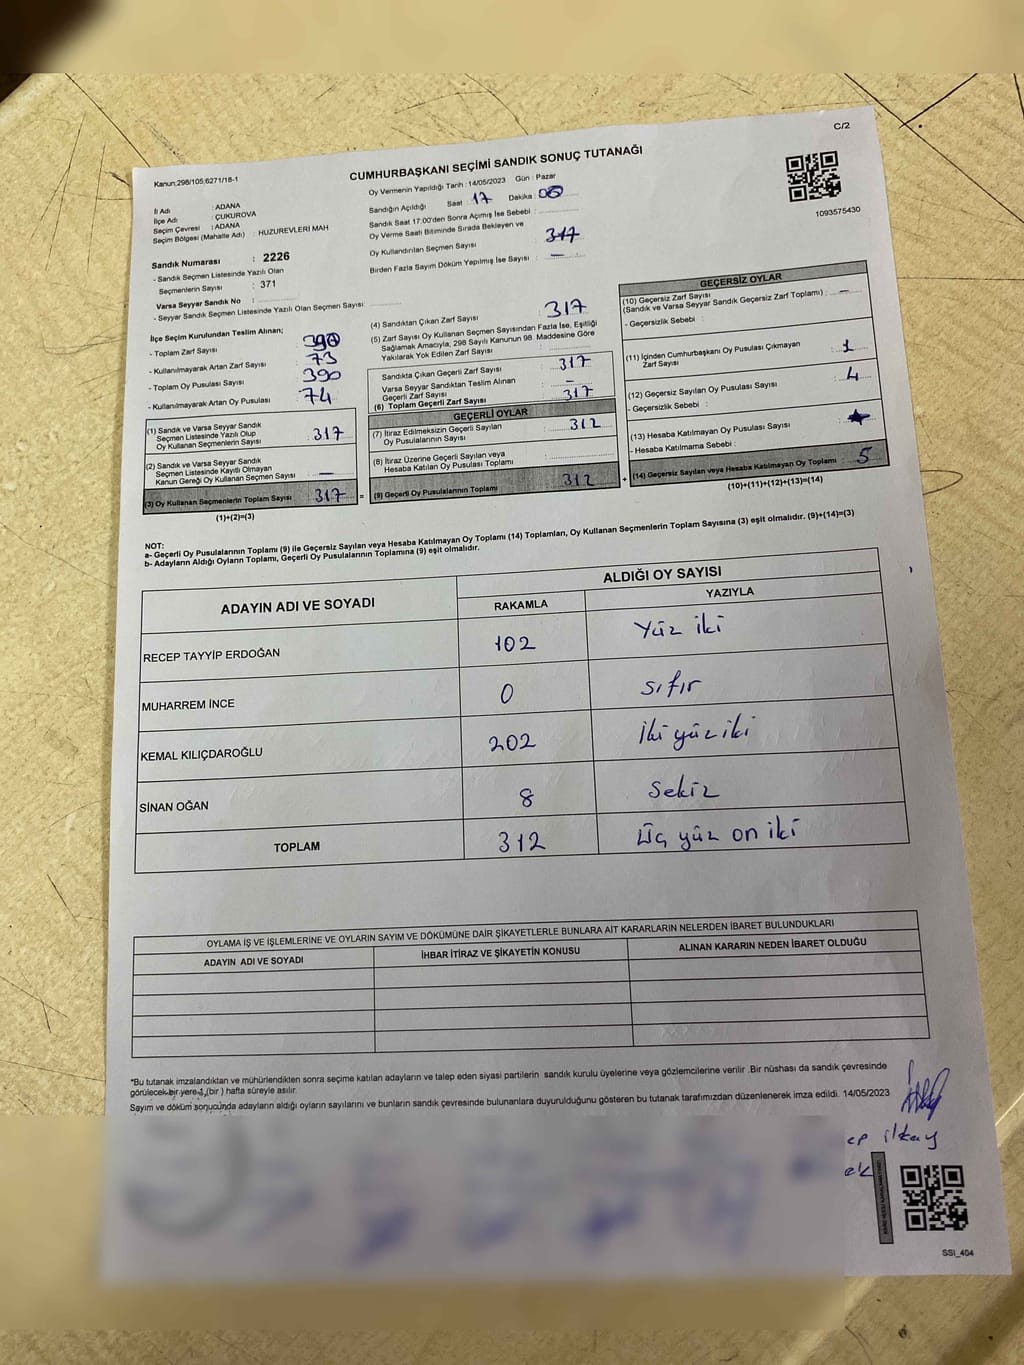 C/2
Kanun;298/105;6271/18-1
CUMHURBAŞKANI SEÇİMİ SANDIK SONUÇ TUTANAĞI
1093575430
İl Adı : ADANA
İlçe Adı : ÇUKUROVA
Seçim Çevresi : ADANA
Seçim Bölgesi (Mahalle Adı) : HUZUREVLERİ MAH
Sandık Numarası : 2226
- Sandık Seçmen Listesinde Yazılı Olan
Seçmenlerin Sayısı : 371
Varsa Seyyar Sandık No :
- Seyyar Sandık Seçmen Listesinde Yazılı Olan Seçmen Sayısı:
Oy Vermenin Yapıldığı Tarih : 14/05/2023 Gün : Pazar
Sandığın Açıldığı Saat 17 Dakika
Sandık Saat 17:00'den Sonra Açımış İse Sebebi :
Oy Verme Saati Bitiminde Sırada Bekleyen ve
Oy Kullandırılan Seçmen Sayısı 317
Birden Fazla Sayım Döküm Yapılmış İse Sayısı : —
İlçe Seçim Kurulundan Teslim Alınan;
- Toplam Zarf Sayısı : 390
- Kullanılmayarak Artan Zarf Sayısı : 73
- Toplam Oy Pusulası Sayısı : 390
- Kullanılmayarak Artan Oy Pusulası : 74
(1) Sandık ve Varsa Seyyar Sandık
Seçmen Listesinde Yazılı Olup
Oy Kullanan Seçmenlerin Sayısı : 317
(2) Sandık ve Varsa Seyyar Sandık
Seçmen Listesinde Kayıtlı Olmayan
Kanun Gereği Oy Kullanan Seçmen Sayısı : —
(3) Oy Kullanan Seçmenlerin Toplam Sayısı : 317
(1)+(2)=(3)
=
(4) Sandıktan Çıkan Zarf Sayısı : 317
(5) Zarf Sayısı Oy Kullanan Seçmen Sayısından Fazla İse, Eşitliği
Sağlamak Amacıyla; 298 Sayılı Kanunun 98. Maddesine Göre
Yakılarak Yok Edilen Zarf Sayısı :
Sandıkta Çıkan Geçerli Zarf Sayısı : 317
Varsa Seyyar Sandıktan Teslim Alınan
Geçerli Zarf Sayısı : —
(6) Toplam Geçerli Zarf Sayısı : 317
GEÇERLİ OYLAR
(7) İtiraz Edilmeksizin Geçerli Sayılan
Oy Pusulalarının Sayısı : 312
(8) İtiraz Üzerine Geçerli Sayılan veya
Hesaba Katılan Oy Pusulası Toplamı :
(9) Geçerli Oy Pusulalarının Toplamı : 312
+
GEÇERSİZ OYLAR
(10) Geçersiz Zarf Sayısı
(Sandık ve Varsa Seyyar Sandık Geçersiz Zarf Toplamı) : —
- Geçersizlik Sebebi :
(11) İçinden Cumhurbaşkanı Oy Pusulası Çıkmayan
Zarf Sayısı : 1
(12) Geçersiz Sayılan Oy Pusulası Sayısı : 4
- Geçersizlik Sebebi :
(13) Hesaba Katılmayan Oy Pusulası Sayısı :
- Hesaba Katılmama Sebebi :
(14) Geçersiz Sayılan veya Hesaba Katılmayan Oy Toplamı : 5
(10)+(11)+(12)+(13)=(14)
NOT:
a- Geçerli Oy Pusulalarının Toplamı (9) ile Geçersiz Sayılan veya Hesaba Katılmayan Oy Toplamı (14) Toplamları, Oy Kullanan Seçmenlerin Toplam Sayısına (3) eşit olmalıdır. (9)+(14)=(3)
b- Adayların Aldığı Oyların Toplamı, Geçerli Oy Pusulalarının Toplamına (9) eşit olmalıdır.
ADAYIN ADI VE SOYADI
ALDIĞI OY SAYISI
RAKAMLA YAZIYLA
RECEP TAYYİP ERDOĞAN 102 Yüz iki
MUHARREM İNCE 0 Sıfır
KEMAL KILIÇDAROĞLU 202 İki yüz iki
SİNAN OĞAN 8 Sekiz
TOPLAM 312 Üç yüz on iki
OYLAMA İŞ VE İŞLEMLERİNE VE OYLARIN SAYIM VE DÖKÜMÜNE DAİR ŞİKAYETLERLE BUNLARA AİT KARARLARIN NELERDEN İBARET BULUNDUKLARI
ADAYIN ADI VE SOYADI İHBAR İTİRAZ VE ŞİKAYETİN KONUSU ALINAN KARARIN NEDEN İBARET OLDUĞU
*Bu tutanak imzalandıktan ve mühürlendikten sonra seçime katılan adayların ve talep eden siyasi partilerin sandık kurulu üyelerine veya gözlemcilerine verilir .Bir nüshası da sandık çevresinde
görülecek bir yere 1 (bir ) hafta süreyle asılır.
Sayım ve döküm sonucunda adayların aldığı oyların sayılarını ve bunların sandık çevresinde bulunanlara duyurulduğunu gösteren bu tutanak tarafımızdan düzenlenerek imza edildi. 14/05/2023
ep ilkay
ek
SSİ_404